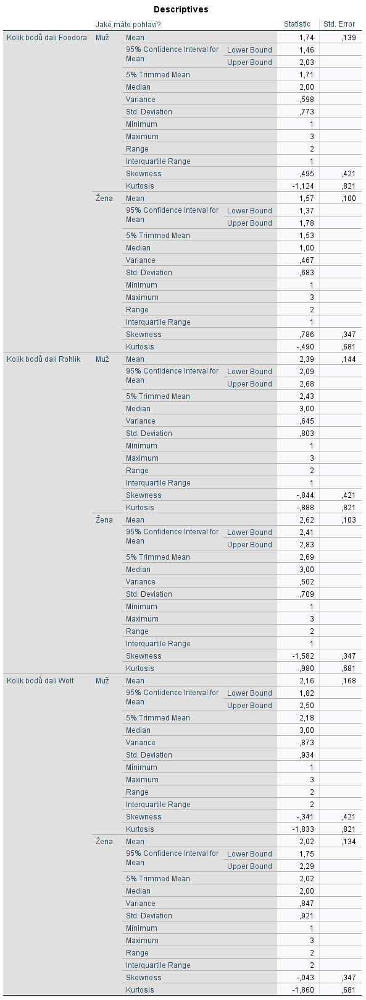 Descriptives
Jaké máte pohlaví? Statistic Std. Error
Kolik bodů dali Foodora Muž Mean 1,74 ,139
95% Confidence Interval for Mean Lower Bound 1,46
Upper Bound 2,03
5% Trimmed Mean 1,71
Median 2,00
Variance ,598
Std. Deviation ,773
Minimum 1
Maximum 3
Range 2
Interquartile Range 1
Skewness ,495 ,421
Kurtosis -1,124 ,821
Žena Mean 1,57 ,100
95% Confidence Interval for Mean Lower Bound 1,37
Upper Bound 1,78
5% Trimmed Mean 1,53
Median 1,00
Variance ,467
Std. Deviation ,683
Minimum 1
Maximum 3
Range 2
Interquartile Range 1
Skewness ,786 ,347
Kurtosis -,490 ,681
Kolik bodů dali Rohlik Muž Mean 2,39 ,144
95% Confidence Interval for Mean Lower Bound 2,09
Upper Bound 2,68
5% Trimmed Mean 2,43
Median 3,00
Variance ,645
Std. Deviation ,803
Minimum 1
Maximum 3
Range 2
Interquartile Range 1
Skewness -,844 ,421
Kurtosis -,888 ,821
Žena Mean 2,62 ,103
95% Confidence Interval for Mean Lower Bound 2,41
Upper Bound 2,83
5% Trimmed Mean 2,69
Median 3,00
Variance ,502
Std. Deviation ,709
Minimum 1
Maximum 3
Range 2
Interquartile Range 1
Skewness -1,582 ,347
Kurtosis ,980 ,681
Kolik bodů dali Wolt Muž Mean 2,16 ,168
95% Confidence Interval for Mean Lower Bound 1,82
Upper Bound 2,50
5% Trimmed Mean 2,18
Median 3,00
Variance ,873
Std. Deviation ,934
Minimum 1
Maximum 3
Range 2
Interquartile Range 2
Skewness -,341 ,421
Kurtosis -1,833 ,821
Žena Mean 2,02 ,134
95% Confidence Interval for Mean Lower Bound 1,75
Upper Bound 2,29
5% Trimmed Mean 2,02
Median 2,00
Variance ,847
Std. Deviation ,921
Minimum 1
Maximum 3
Range 2
Interquartile Range 2
Skewness -,043 ,347
Kurtosis -1,860 ,681